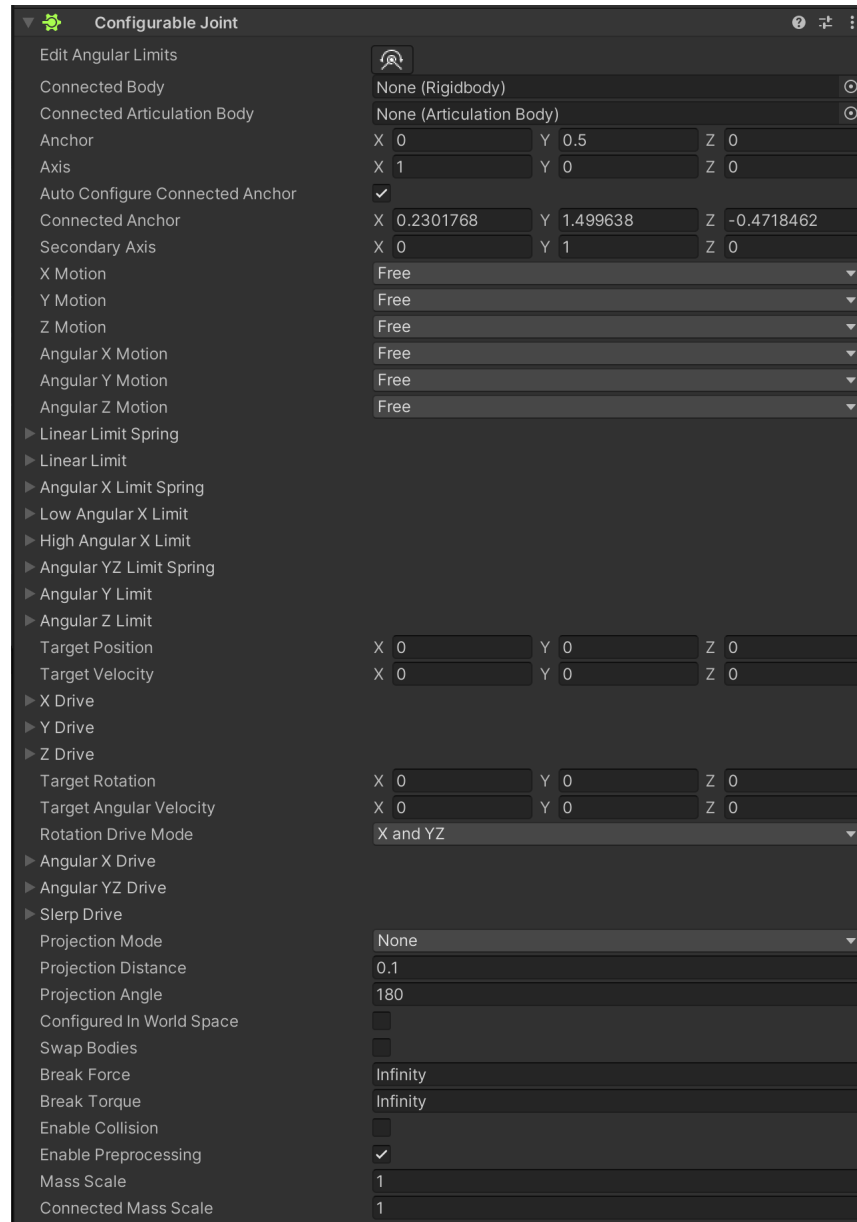 Configurable Joint
Edit Angular Limits
Connected Body None (Rigidbody)
Connected Articulation Body None (Articulation Body)
Anchor X 0 Y 0.5 Z 0
Axis X 1 Y 0 Z 0
Auto Configure Connected Anchor
Connected Anchor X 0.2301768 Y 1.499638 Z -0.4718462
Secondary Axis X 0 Y 1 Z 0
X Motion Free
Y Motion Free
Z Motion Free
Angular X Motion Free
Angular Y Motion Free
Angular Z Motion Free
Linear Limit Spring
Linear Limit
Angular X Limit Spring
Low Angular X Limit
High Angular X Limit
Angular YZ Limit Spring
Angular Y Limit
Angular Z Limit
Target Position X 0 Y 0 Z 0
Target Velocity X 0 Y 0 Z 0
X Drive
Y Drive
Z Drive
Target Rotation X 0 Y 0 Z 0
Target Angular Velocity X 0 Y 0 Z 0
Rotation Drive Mode X and YZ
Angular X Drive
Angular YZ Drive
Slerp Drive
Projection Mode None
Projection Distance 0.1
Projection Angle 180
Configured In World Space
Swap Bodies
Break Force Infinity
Break Torque Infinity
Enable Collision
Enable Preprocessing
Mass Scale 1
Connected Mass Scale 1